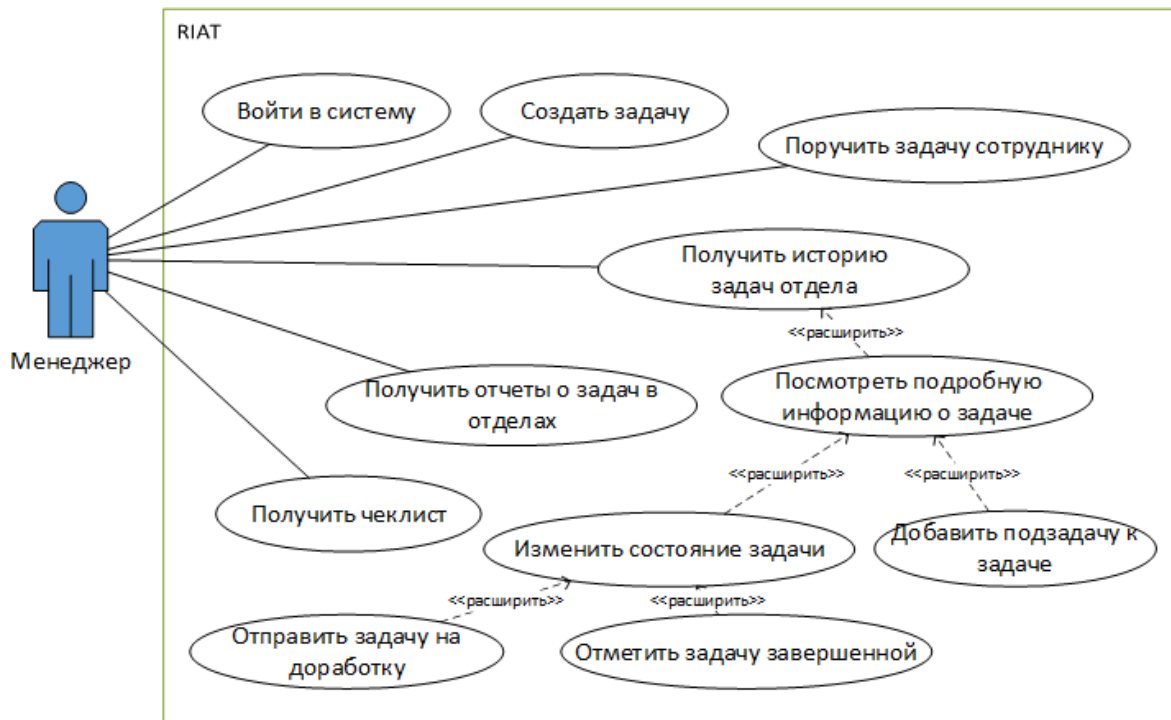 RIAT
Войти в систему
Создать задачу
Поручить задачу сотруднику
Получить историю
задач отдела
<<расширить>>
Менеджер
Получить отчеты о задач в
отделах
Посмотреть подробную
информацию о задаче
<<расширить>>
<<расширить>>
Получить чеклист
Изменить состояние задачи
Добавить подзадачу к
задаче
<<расширить>>
<<расширить>>
Отправить задачу на
доработку
Отметить задачу завершенной